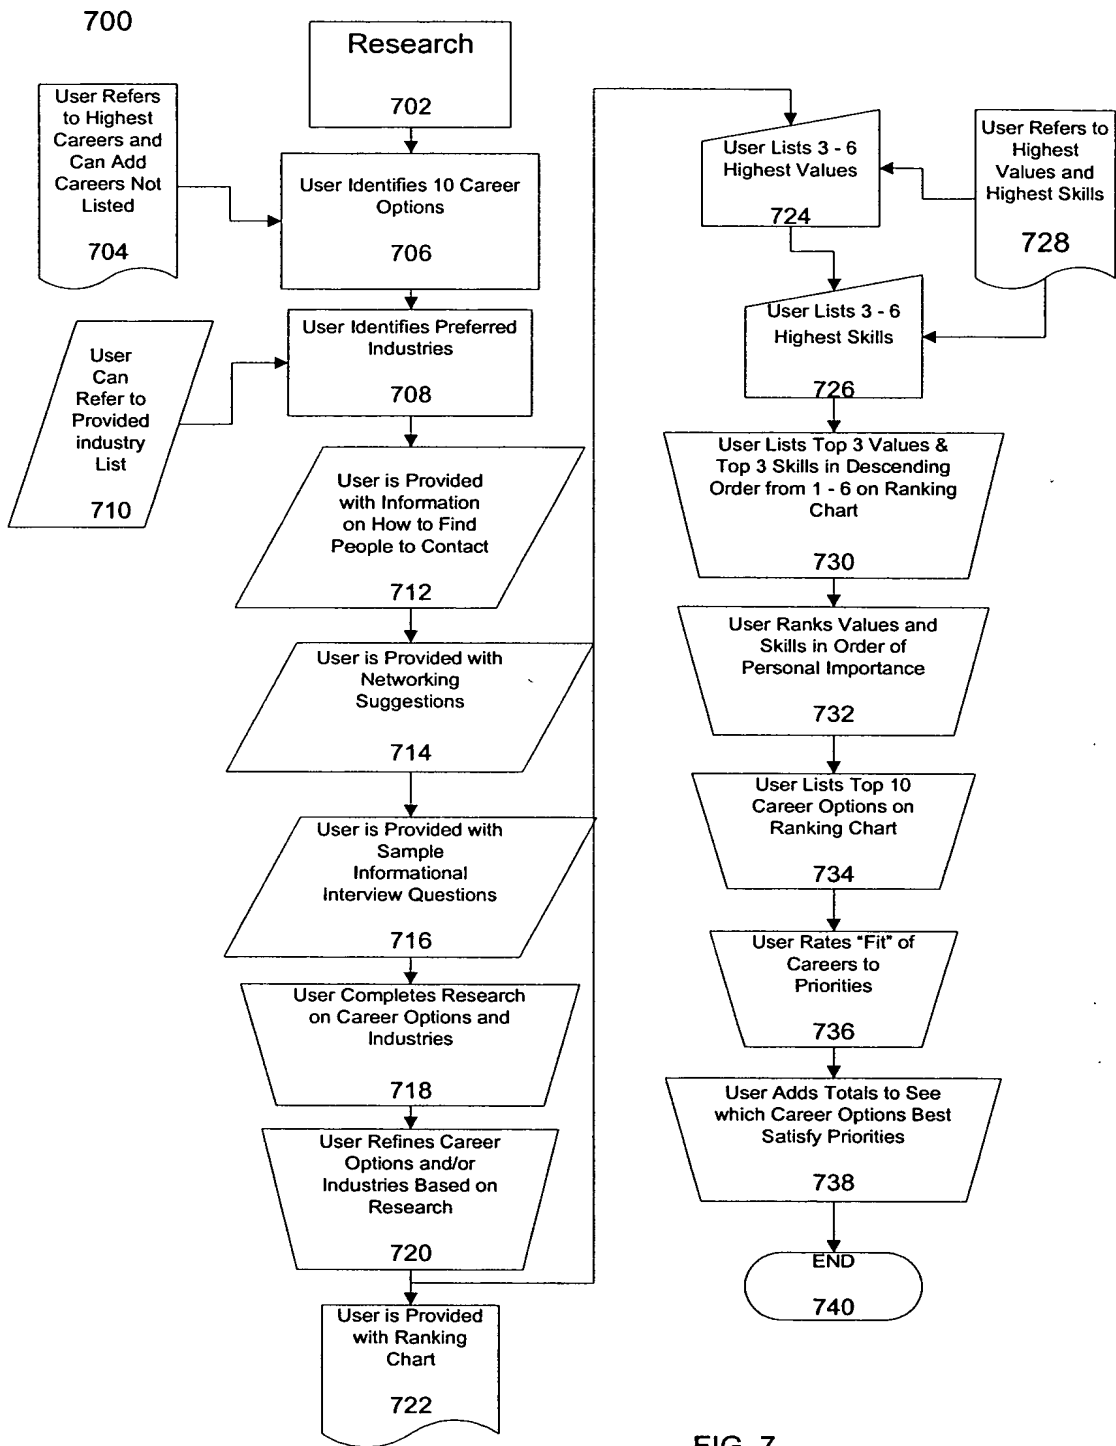 700
Research
702
User Refers
to Highest
Careers and
Can Add
Careers Not
Listed
704
User Identifies 10 Career
Options
706
User Identifies Preferred
Industries
708
User
Can
Refer to
Provided
industry
List
710
User is Provided
with Information
on How to Find
People to Contact
712
User is Provided with
Networking
Suggestions
714
User is Provided with
Sample
Informational
Interview Questions
716
User Completes Research
on Career Options and
Industries
718
User Refines Career
Options and/or
Industries Based on
Research
720
User is Provided
with Ranking
Chart
722
User Lists 3 - 6
Highest Values
724
User Refers to
Highest
Values and
Highest Skills
728
User Lists 3 - 6
Highest Skills
726
User Lists Top 3 Values &
Top 3 Skills in Descending
Order from 1 - 6 on Ranking
Chart
730
User Ranks Values and
Skills in Order of
Personal Importance
732
User Lists Top 10
Career Options on
Ranking Chart
734
User Rates "Fit" of
Careers to
Priorities
736
User Adds Totals to See
which Career Options Best
Satisfy Priorities
738
END
740
FIG. 7